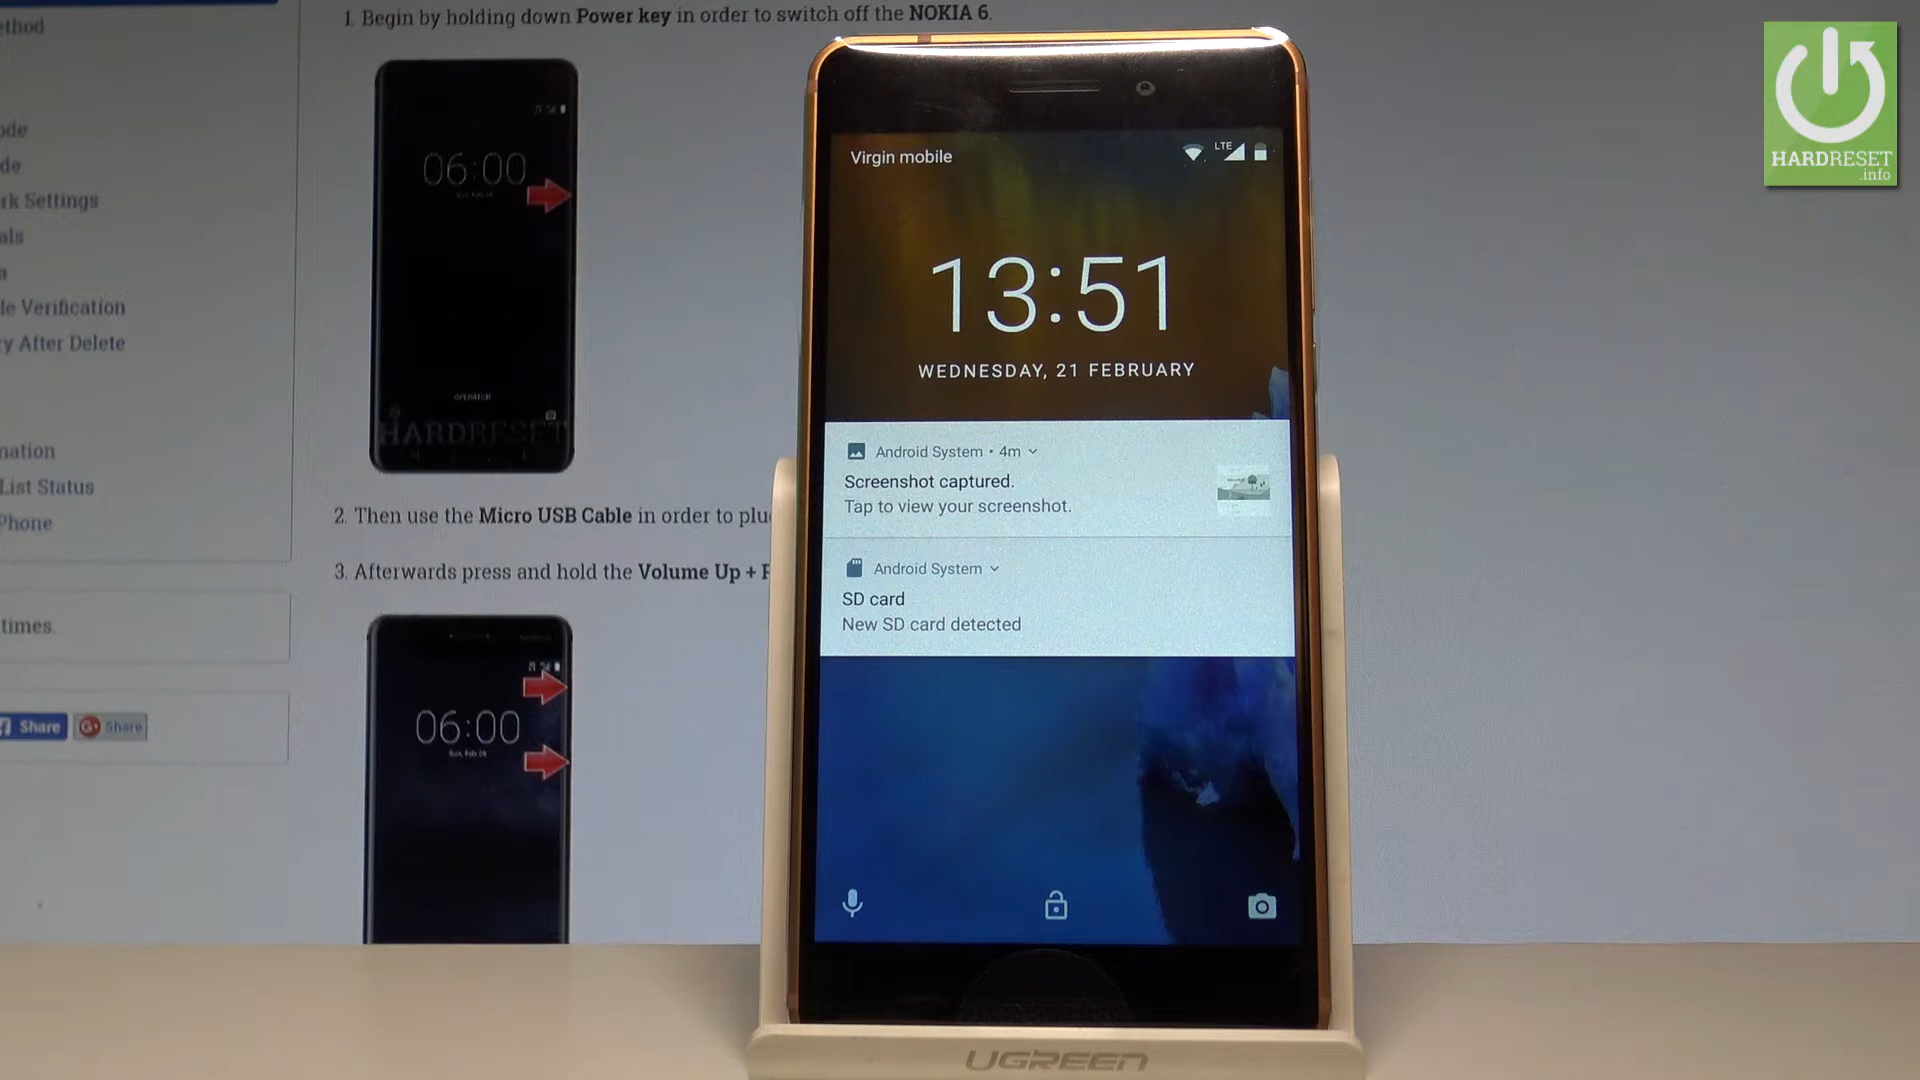 ethod
ode
de
rk Settings
als
a
le Verification
y After Delete
mation
List Status
Phone
times.
Share
G+ Share
1. Begin by holding down Power key in order to switch off the NOKIA 6.
06:00
OPERATOR
HARDRESET
2. Then use the Micro USB Cable in order to plu
3. Afterwards press and hold the Volume Up +
06:00
Virgin mobile
LTE
13:51
WEDNESDAY, 21 FEBRUARY
Android System • 4m
Screenshot captured.
Tap to view your screenshot.
Android System
SD card
New SD card detected
UGREEN
HARDRESET
.info